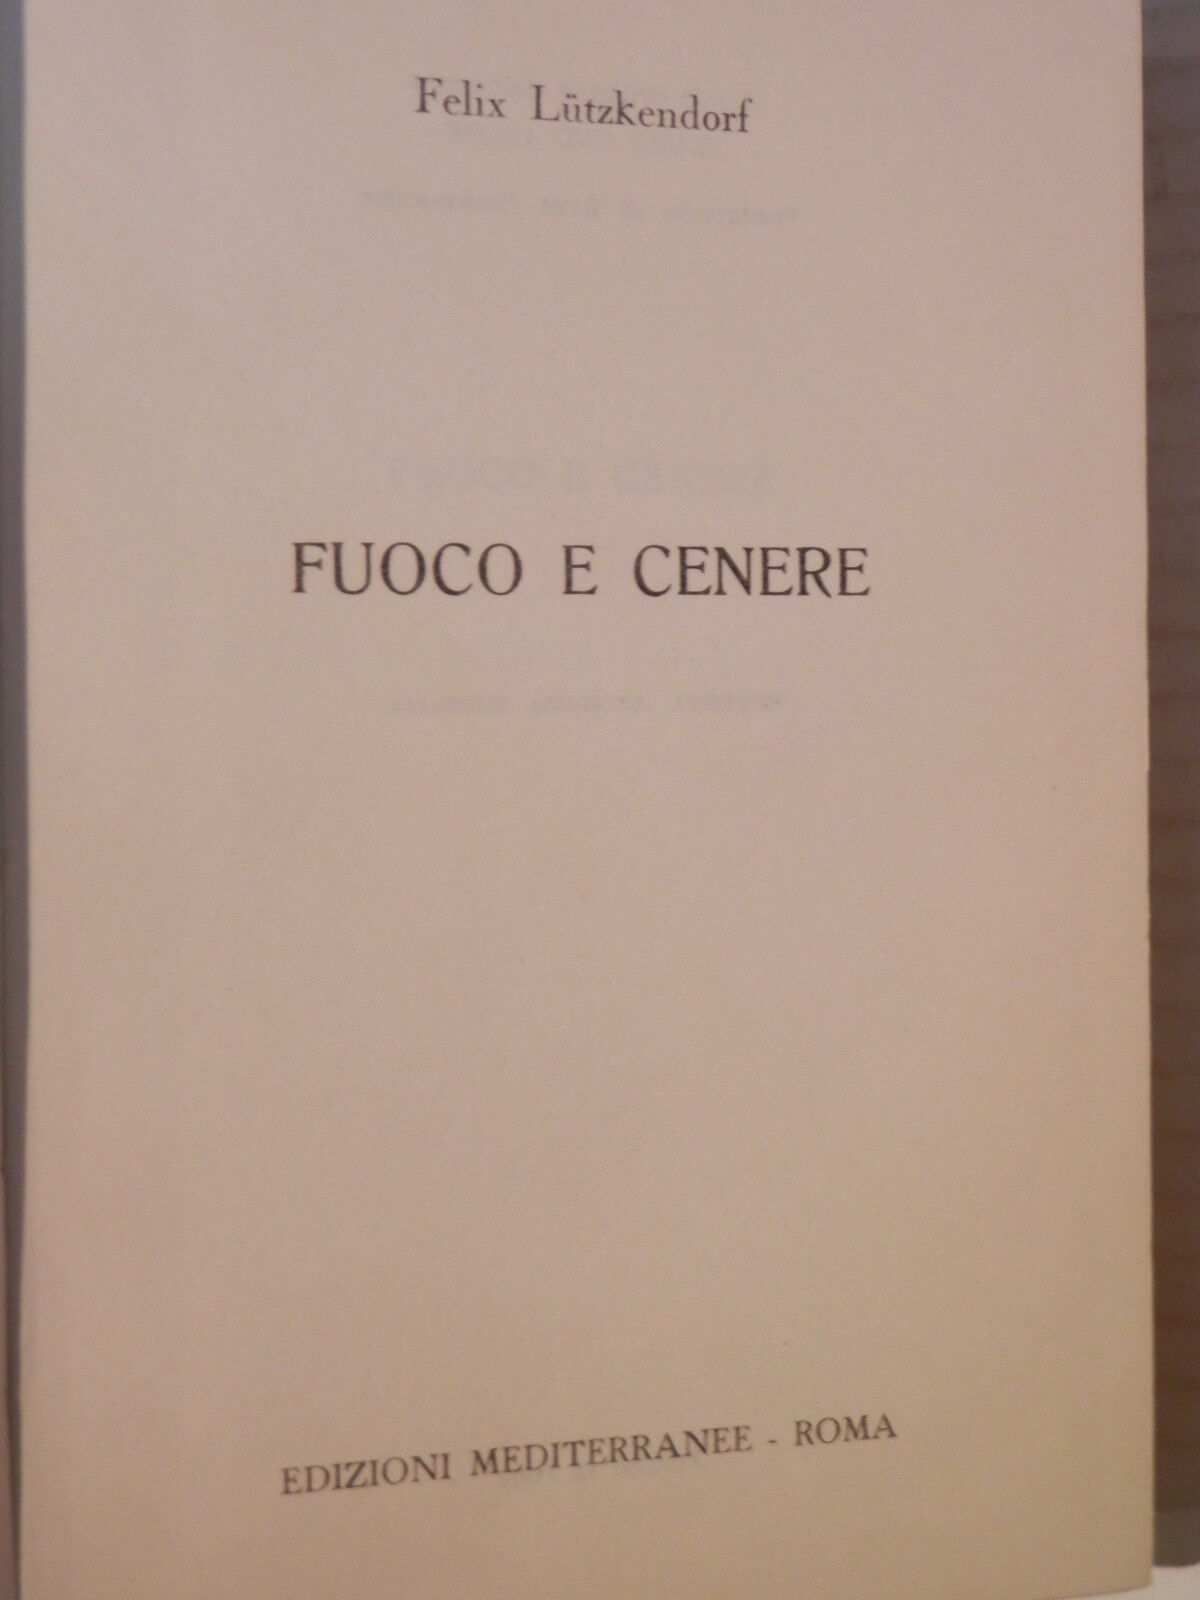 Felix Lützkendorf
FUOCO E CENERE
EDIZIONI MEDITERRANEE - ROMA